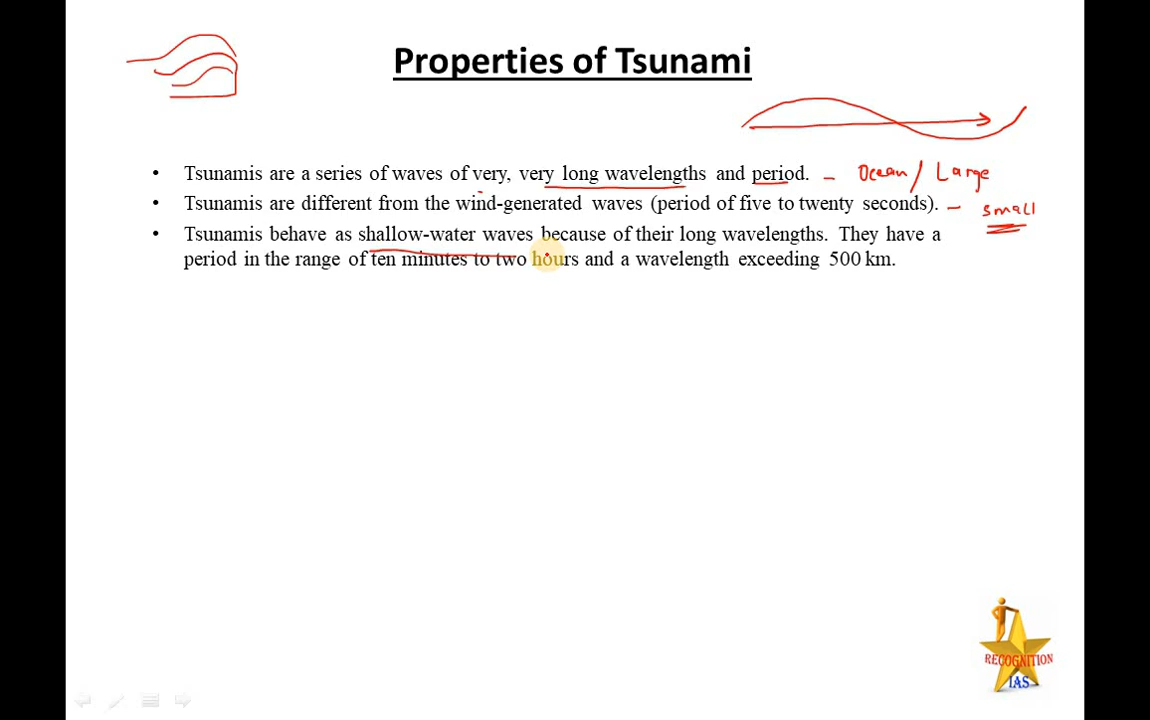 Properties of Tsunami
• Tsunamis are a series of waves of very, very long wavelengths and period. – Ocean / Large
• Tsunamis are different from the wind-generated waves (period of five to twenty seconds). – small
• Tsunamis behave as shallow-water waves because of their long wavelengths. They have a
period in the range of ten minutes to two hours and a wavelength exceeding 500 km.
RECOGNITION
IAS